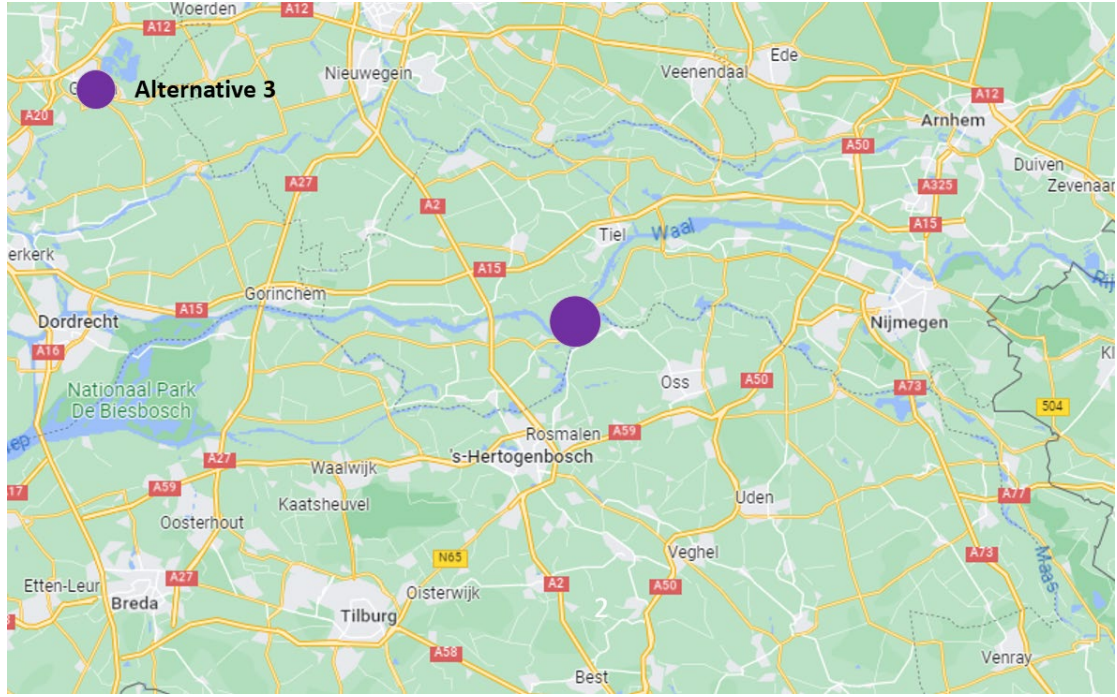 Woerden
A12
A12
Ede
Nieuwegein
Veenendaal
Alternative 3
A12
A20
Arnhem
A50
Duiven
A27
A325
Zevenaar
A2
A15
Tiel
Waal
erkerk
A15
Gorinchem
A15
Dordrecht
Nijmegen
A16
Nationaal Park
De Biesbosch
Oss
A50
A73
504
Rosmalen
A59
's-Hertogenbosch
A27
Waalwijk
A59
17
Kaatsheuvel
Uden
A77
Oosterhout
N65
Veghel
A73
Maas
Etten-Leur
A27
A2
A50
Oisterwijk
Breda
2
Tilburg
A58
Venray
Best